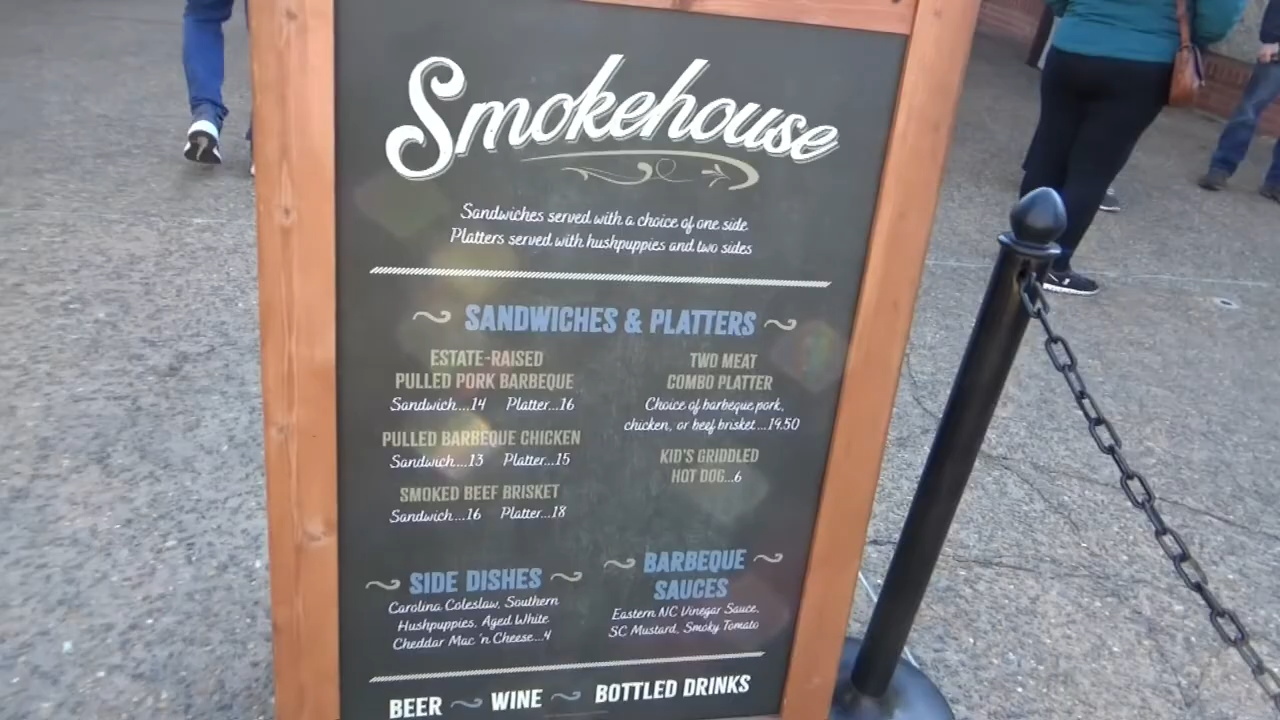 Smokehouse
Sandwiches served with a choice of one side
Platters served with hushpuppies and two sides
SANDWICHES & PLATTERS
ESTATE-RAISED
PULLED PORK BARBEQUE
Sandwich...14 Platter...16
PULLED BARBEQUE CHICKEN
Sandwich...13 Platter...15
SMOKED BEEF BRISKET
Sandwich...16 Platter...18
TWO MEAT
COMBO PLATTER
Choice of barbeque pork,
chicken, or beef brisket...19.50
KID'S GRIDDLED
HOT DOG...6
SIDE DISHES
Carolina Coleslaw, Southern
Hushpuppies, Aged White
Cheddar Mac 'n Cheese...4
BARBEQUE
SAUCES
Eastern NC Vinegar Sauce,
SC Mustard, Smoky Tomato
BEER WINE BOTTLED DRINKS